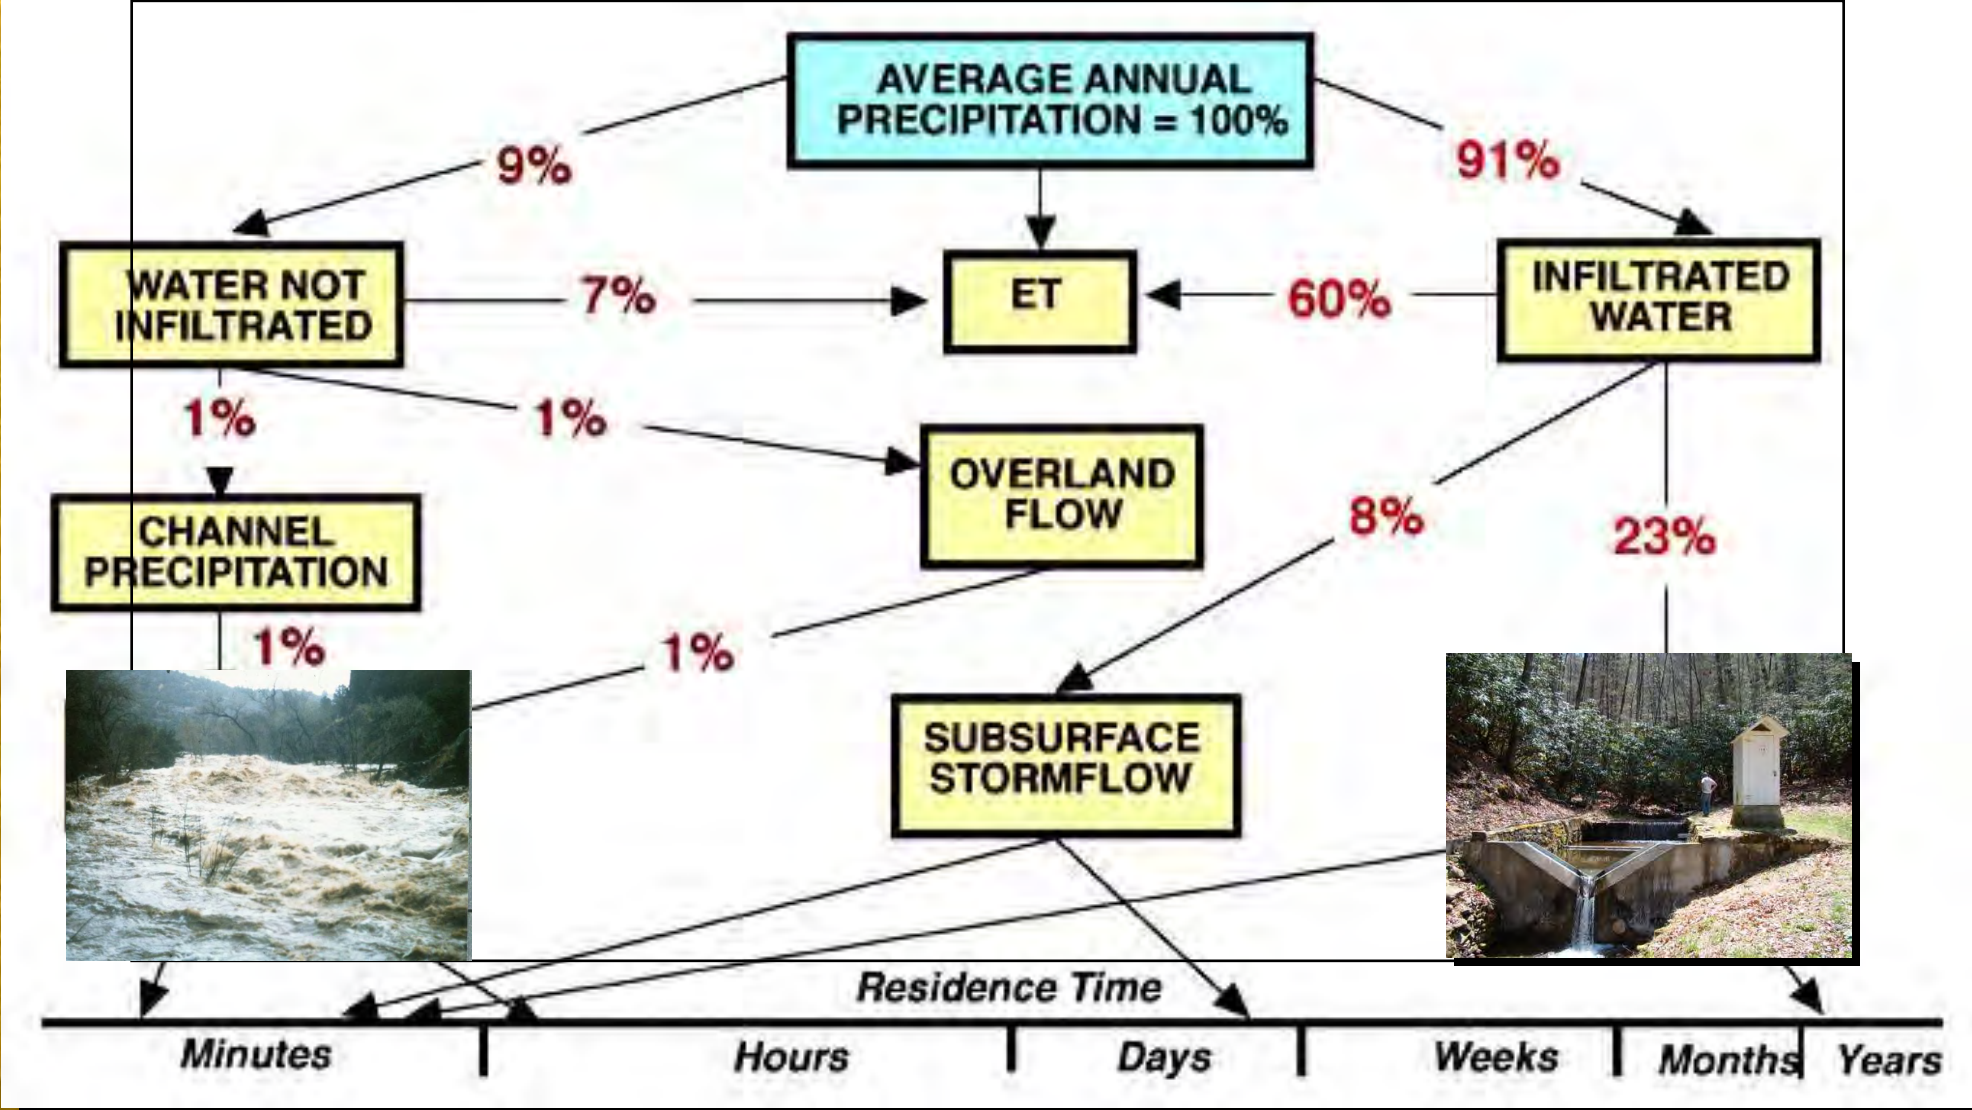 AVERAGE ANNUAL
PRECIPITATION = 100%
9%
91%
WATER NOT
INFILTRATED
7%
ET
60%
INFILTRATED
WATER
1%
1%
OVERLAND
FLOW
8%
23%
CHANNEL
PRECIPITATION
1%
1%
SUBSURFACE
STORMFLOW
Residence Time
Minutes
Hours
Days
Weeks
Months
Years